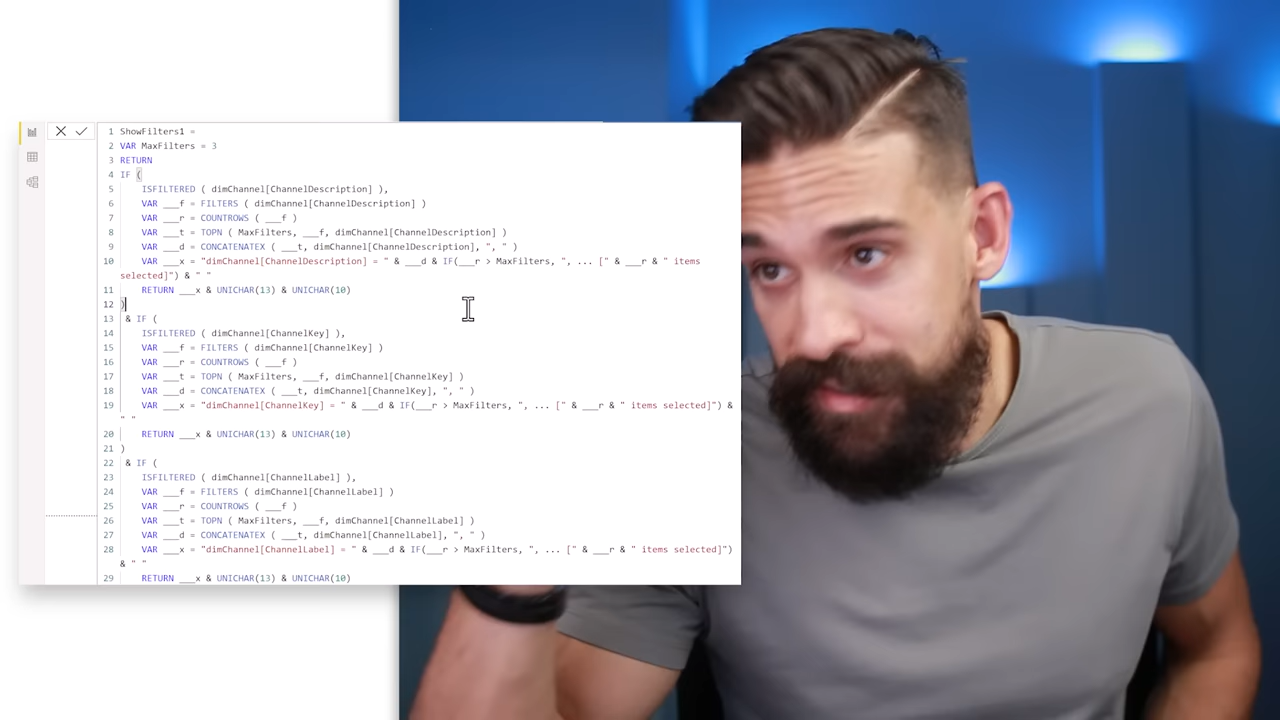 1 ShowFilters1 =
2 VAR MaxFilters = 3
3 RETURN
4 IF (
5 ISFILTERED ( dimChannel[ChannelDescription] ),
6 VAR ___f = FILTERS ( dimChannel[ChannelDescription] )
7 VAR ___r = COUNTROWS ( ___f )
8 VAR ___t = TOPN ( MaxFilters, ___f, dimChannel[ChannelDescription] )
9 VAR ___d = CONCATENATEX ( ___t, dimChannel[ChannelDescription], ", " )
10 VAR ___x = "dimChannel[ChannelDescription] = " & ___d & IF(___r > MaxFilters, ", ... [" & ___r & " items
selected]") & " "
11 RETURN ___x & UNICHAR(13) & UNICHAR(10)
12 )
13 & IF (
14 ISFILTERED ( dimChannel[ChannelKey] ),
15 VAR ___f = FILTERS ( dimChannel[ChannelKey] )
16 VAR ___r = COUNTROWS ( ___f )
17 VAR ___t = TOPN ( MaxFilters, ___f, dimChannel[ChannelKey] )
18 VAR ___d = CONCATENATEX ( ___t, dimChannel[ChannelKey], ", " )
19 VAR ___x = "dimChannel[ChannelKey] = " & ___d & IF(___r > MaxFilters, ", ... [" & ___r & " items selected]") &
" "
20 RETURN ___x & UNICHAR(13) & UNICHAR(10)
21 )
22 & IF (
23 ISFILTERED ( dimChannel[ChannelLabel] ),
24 VAR ___f = FILTERS ( dimChannel[ChannelLabel] )
25 VAR ___r = COUNTROWS ( ___f )
26 VAR ___t = TOPN ( MaxFilters, ___f, dimChannel[ChannelLabel] )
27 VAR ___d = CONCATENATEX ( ___t, dimChannel[ChannelLabel], ", " )
28 VAR ___x = "dimChannel[ChannelLabel] = " & ___d & IF(___r > MaxFilters, ", ... [" & ___r & " items selected]")
& " "
29 RETURN ___x & UNICHAR(13) & UNICHAR(10)